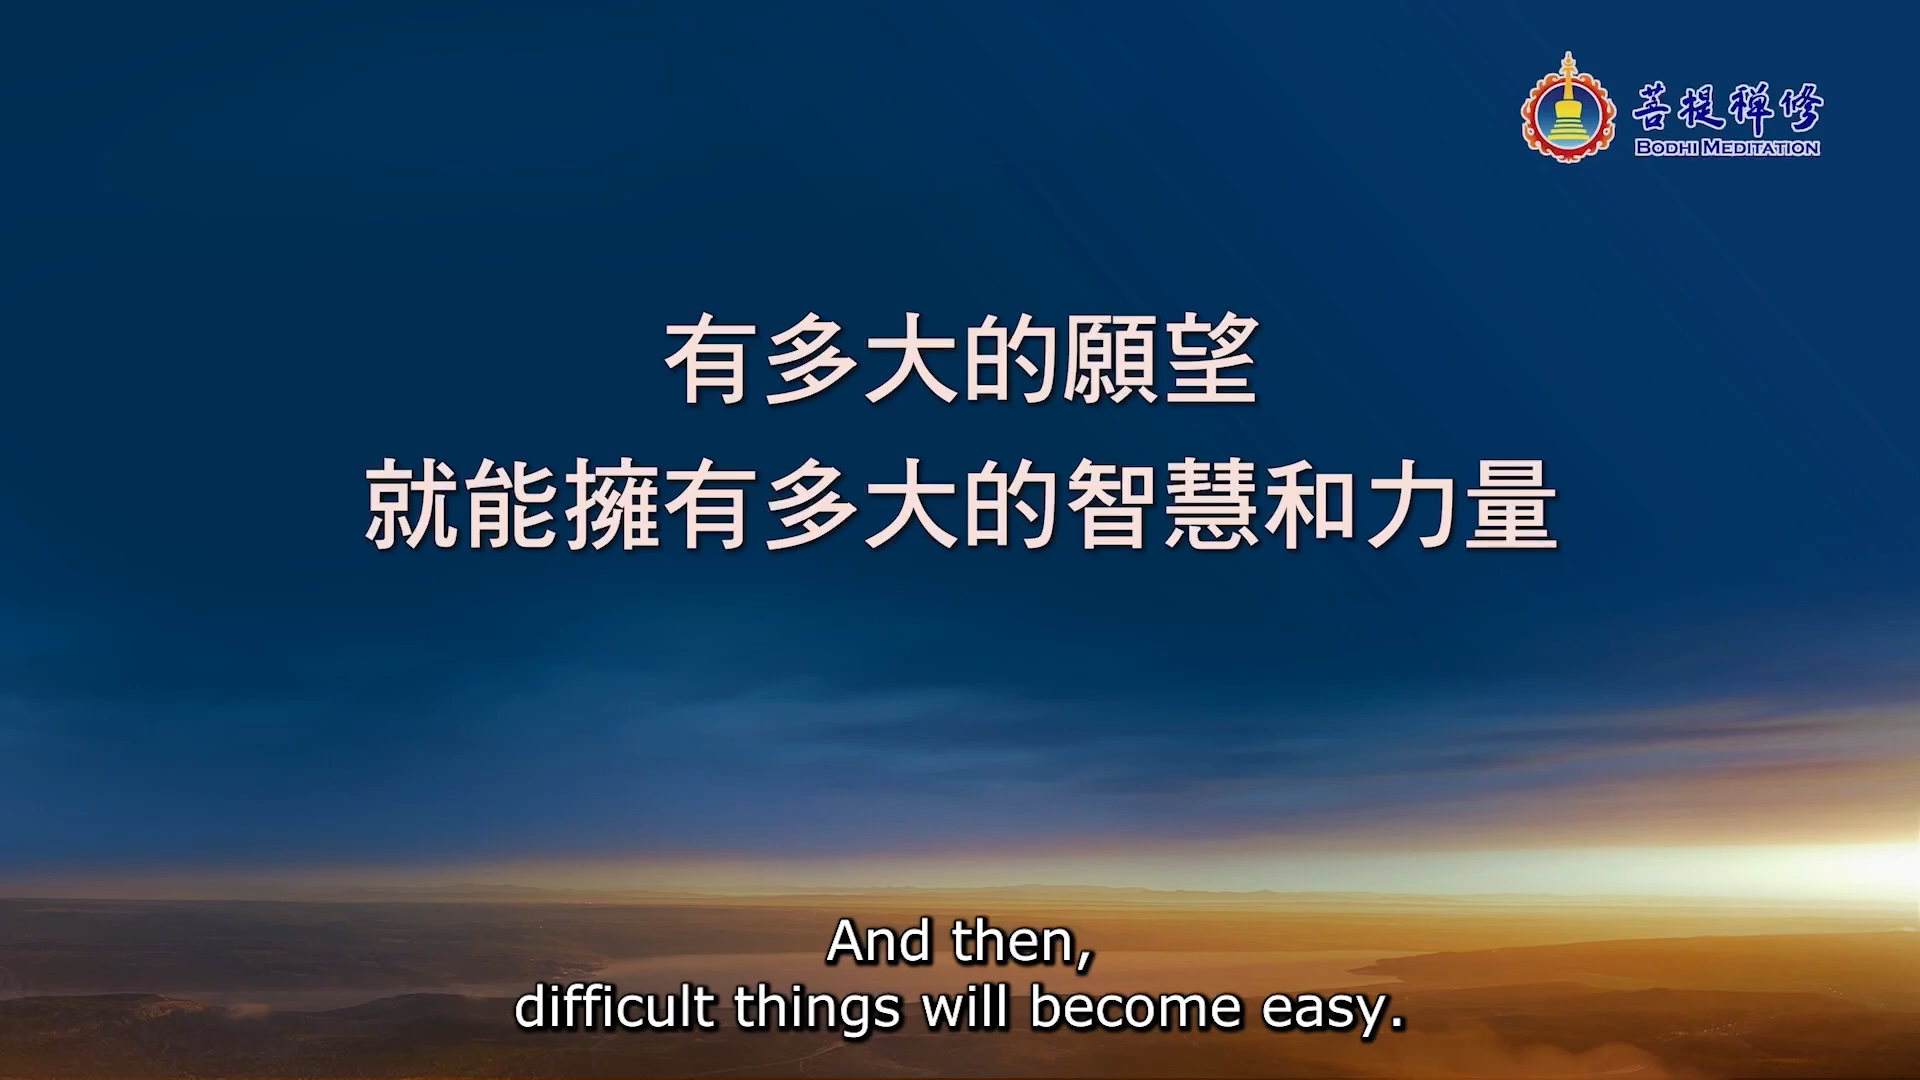 菩提禅修
BODHI MEDITATION
有多大的願望
就能擁有多大的智慧和力量
And then,
difficult things will become easy.